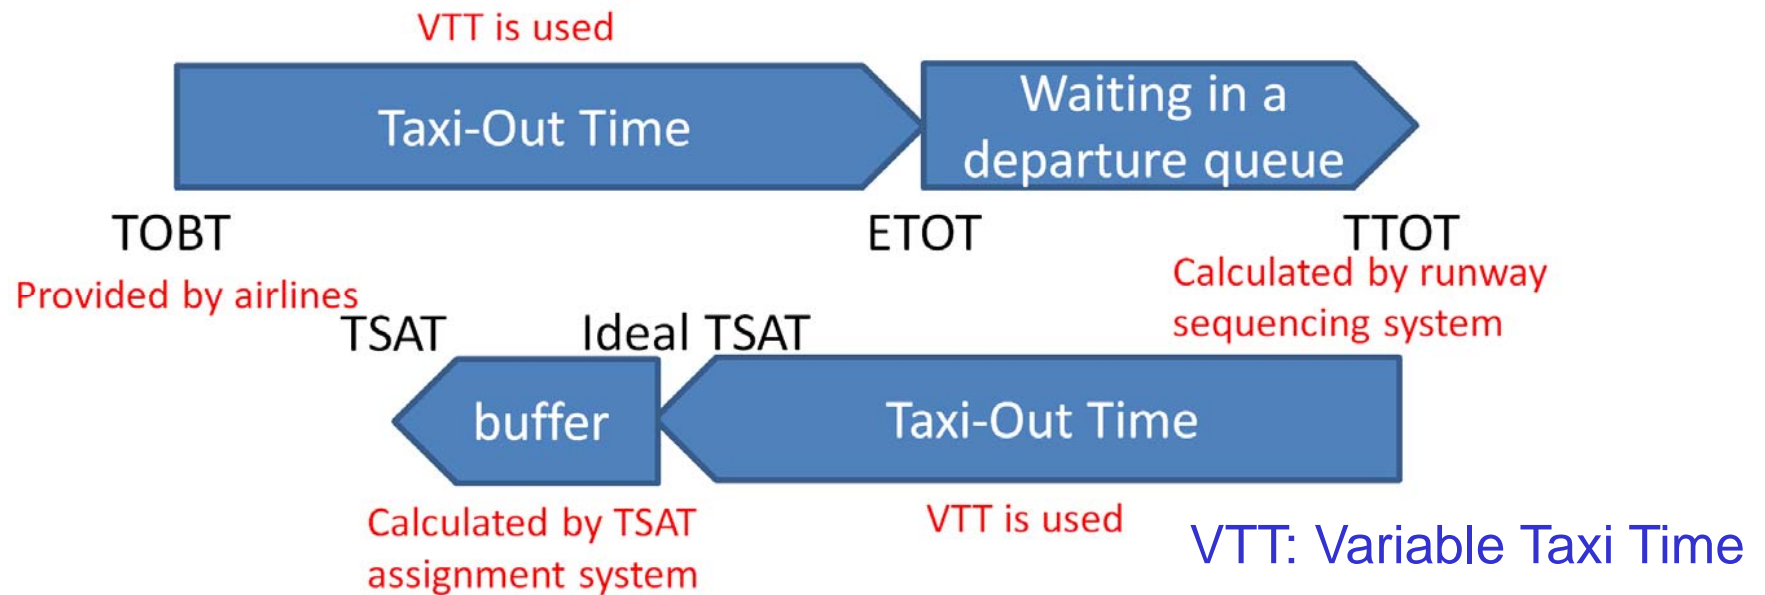 VTT is used
Taxi-Out Time
Waiting in a
departure queue
TOBT
ETOT
TTOT
Provided by airlines
Calculated by runway
sequencing system
TSAT
Ideal TSAT
buffer
Taxi-Out Time
Calculated by TSAT
assignment system
VTT is used
VTT: Variable Taxi Time